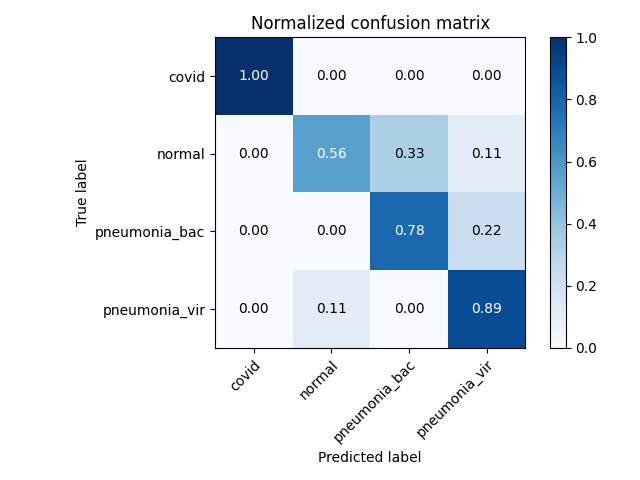 Normalized confusion matrix
True label
covid 1.00 0.00 0.00 0.00
normal 0.00 0.56 0.33 0.11
pneumonia_bac 0.00 0.00 0.78 0.22
pneumonia_vir 0.00 0.11 0.00 0.89
covid normal pneumonia_bac pneumonia_vir
Predicted label
1.0
0.8
0.6
0.4
0.2
0.0